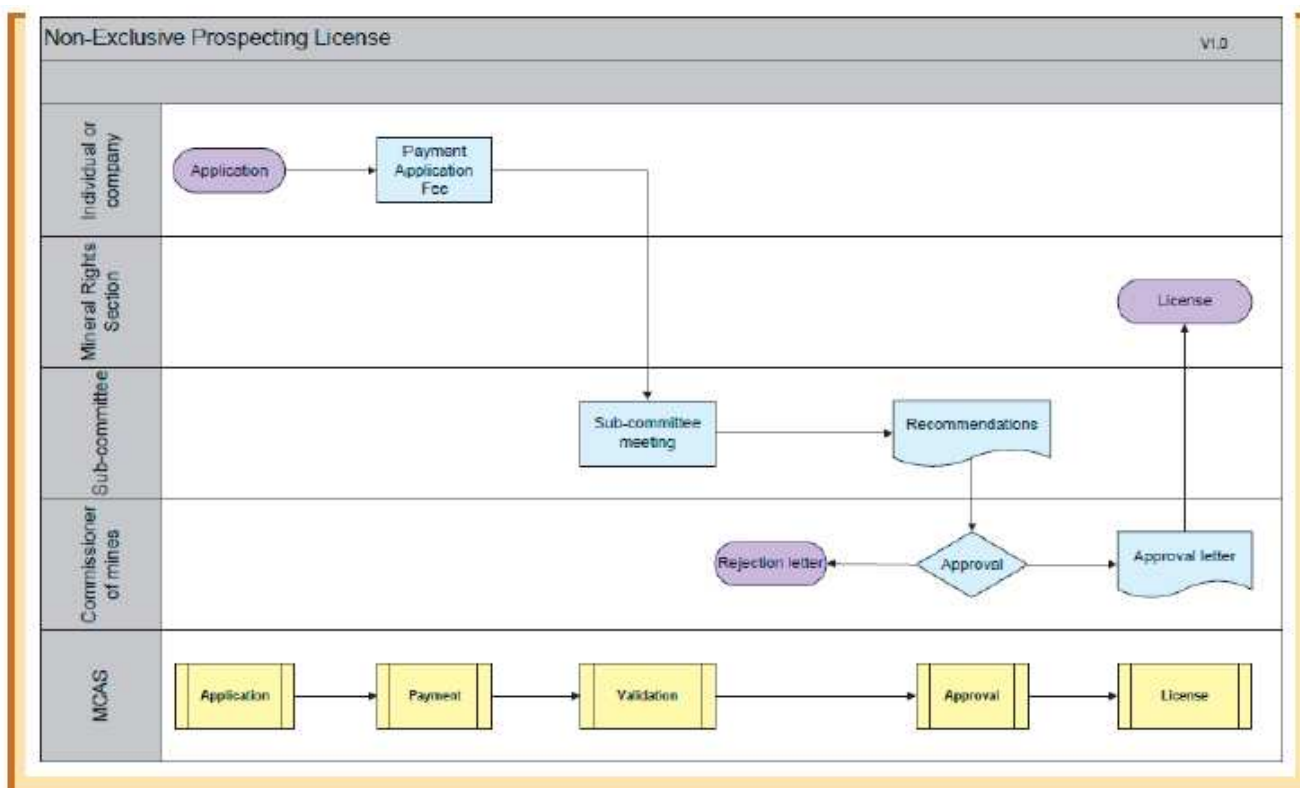 Non-Exclusive Prospecting License
V1.0
Individual or
company
Application
Payment
Application
Fee
Mineral Rights
Section
License
Sub-committee
Sub-committee
meeting
Recommendations
Commissioner
of mines
Rejection letter
Approval
Approval letter
MCAS
Application
Payment
Validation
Approval
License